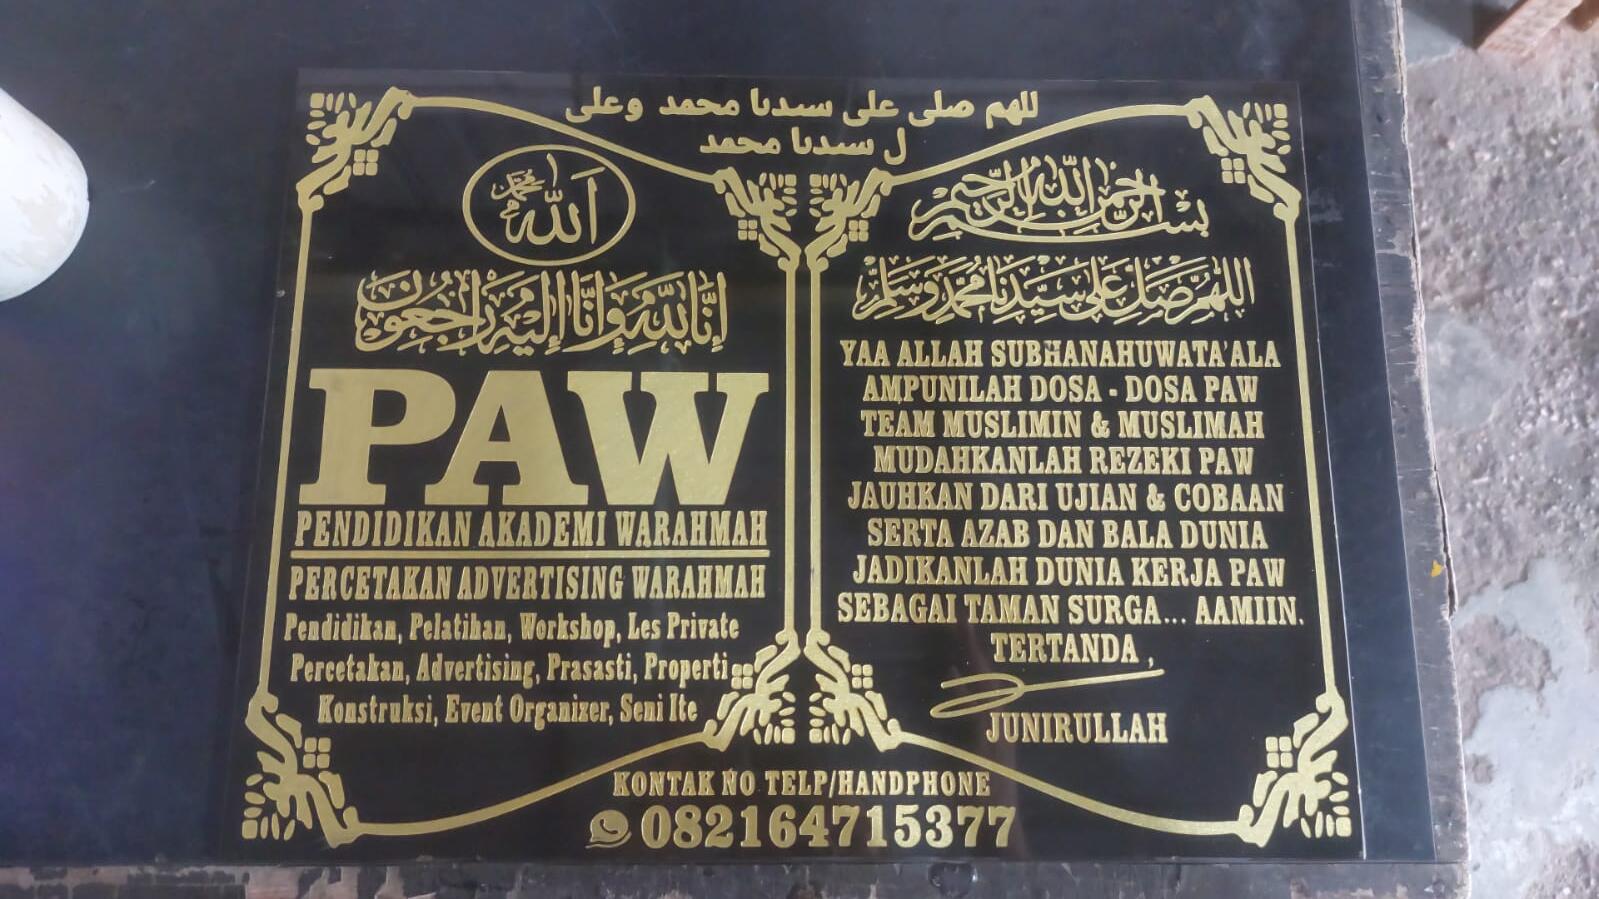 للهم صلى على سيدنا محمد وعلى
ل سيدنا محمد
الله محمد
إنا لله وإنا إليه راجعون
PAW
PENDIDIKAN AKADEMI WARAHMAH
PERCETAKAN ADVERTISING WARAHMAH
Pendidikan, Pelatihan, Workshop, Les Private
Percetakan, Advertising, Prasasti, Properti
Konstruksi, Event Organizer, Seni Ite
بسم الله الرحمن الرحيم
اللهم صل على سيدنا محمد وسلم
YAA ALLAH SUBHANAHUWATA'ALA
AMPUNILAH DOSA - DOSA PAW
TEAM MUSLIMIN & MUSLIMAH
MUDAHKANLAH REZEKI PAW
JAUHKAN DARI UJIAN & COBAAN
SERTA AZAB DAN BALA DUNIA
JADIKANLAH DUNIA KERJA PAW
SEBAGAI TAMAN SURGA... AAMIIN.
TERTANDA,
JUNIRULLAH
KONTAK NO TELP/HANDPHONE
082164715377